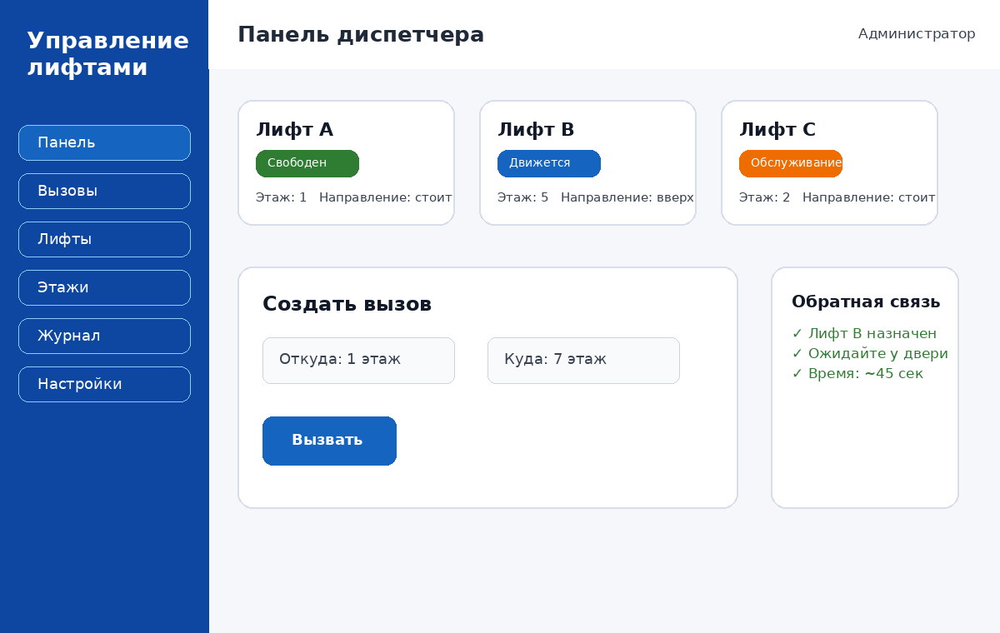 Управление
лифтами
Панель
Вызовы
Лифты
Этажи
Журнал
Настройки
Панель диспетчера
Администратор
Лифт A
Свободен
Этаж: 1 Направление: стоит
Лифт B
Движется
Этаж: 5 Направление: вверх
Лифт C
Обслуживание
Этаж: 2 Направление: стоит
Создать вызов
Откуда: 1 этаж
Куда: 7 этаж
Вызвать
Обратная связь
✓ Лифт B назначен
✓ Ожидайте у двери
✓ Время: ~45 сек